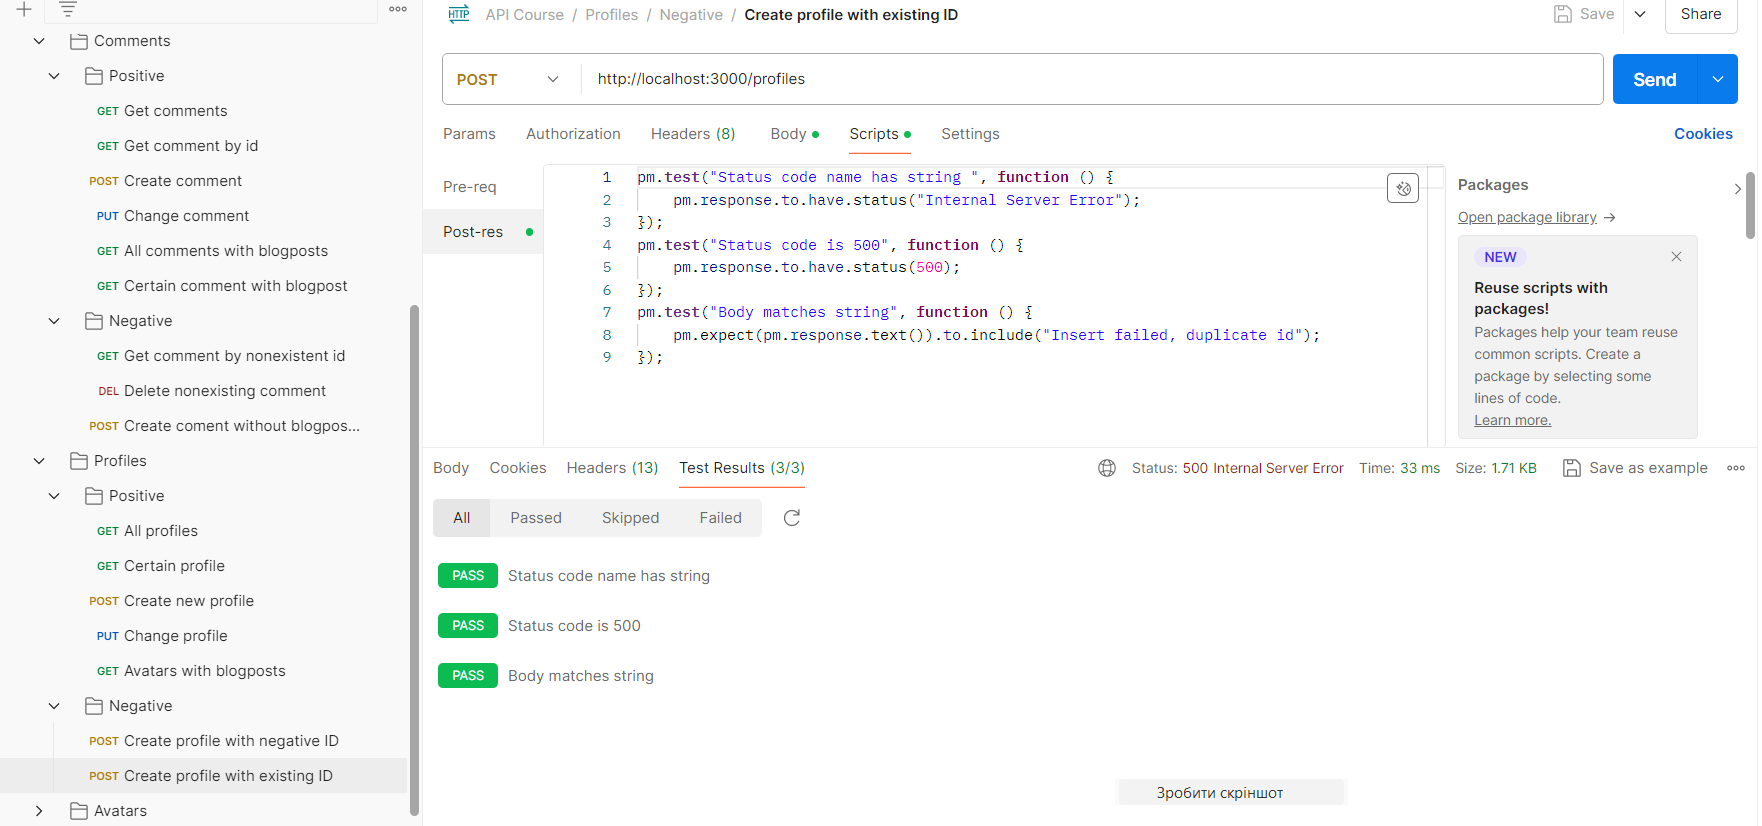 Comments
Positive
GET Get comments
GET Get comment by id
POST Create comment
PUT Change comment
GET All comments with blogposts
GET Certain comment with blogpost
Negative
GET Get comment by nonexistent id
DEL Delete nonexisting comment
POST Create coment without blogpos...
Profiles
Positive
GET All profiles
GET Certain profile
POST Create new profile
PUT Change profile
GET Avatars with blogposts
Negative
POST Create profile with negative ID
POST Create profile with existing ID
Avatars
HTTP API Course / Profiles / Negative / Create profile with existing ID
Save
Share
POST http://localhost:3000/profiles
Send
Params Authorization Headers (8) Body Scripts Settings
Cookies
Pre-req
Post-res
1 pm.test("Status code name has string ", function () {
2 pm.response.to.have.status("Internal Server Error");
3 });
4 pm.test("Status code is 500", function () {
5 pm.response.to.have.status(500);
6 });
7 pm.test("Body matches string", function () {
8 pm.expect(pm.response.text()).to.include("Insert failed, duplicate id");
9 });
Packages
Open package library →
NEW
Reuse scripts with
packages!
Packages help your team reuse
common scripts. Create a
package by selecting some
lines of code.
Learn more.
Body Cookies Headers (13) Test Results (3/3)
Status: 500 Internal Server Error Time: 33 ms Size: 1.71 KB Save as example
All Passed Skipped Failed
PASS Status code name has string
PASS Status code is 500
PASS Body matches string
Зробити скріншот